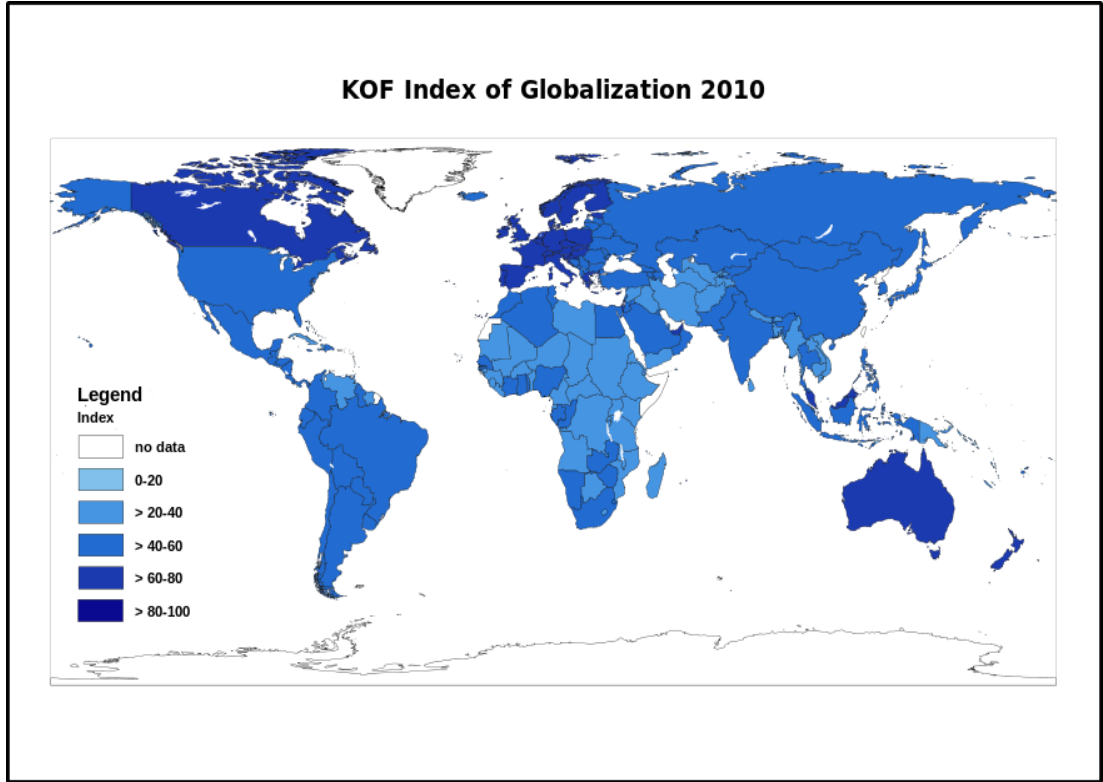 KOF Index of Globalization 2010
Legend
Index
no data
0-20
> 20-40
> 40-60
> 60-80
> 80-100